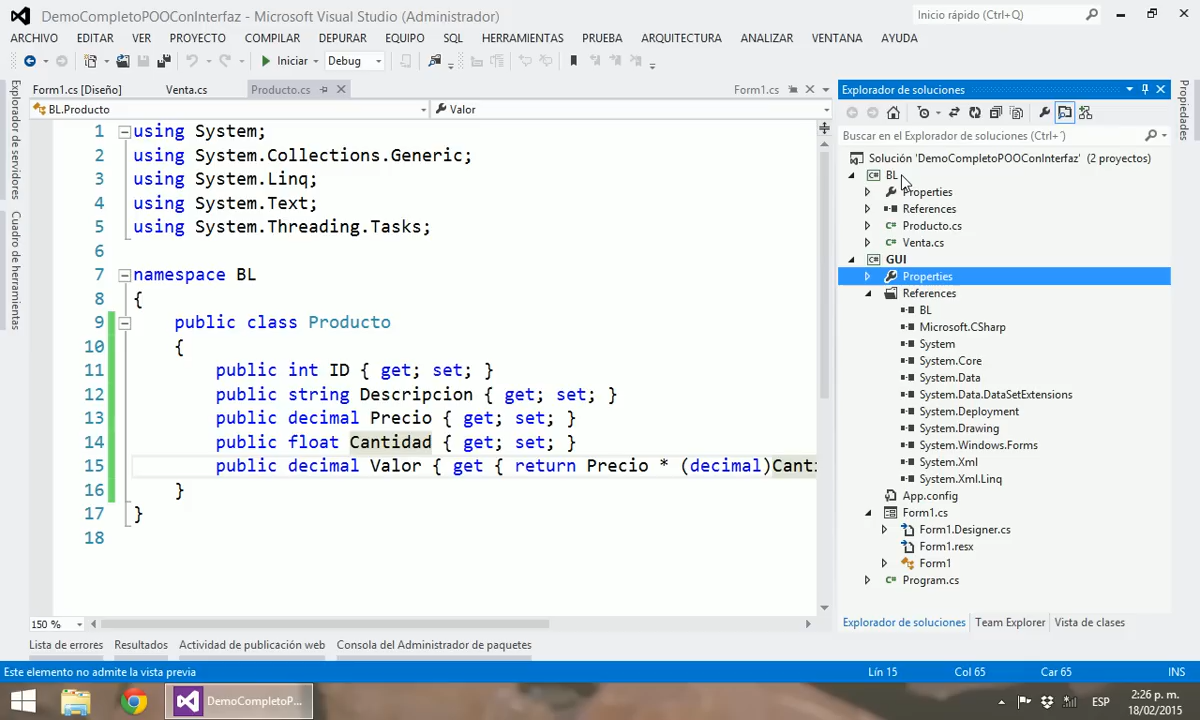 DemoCompletoPOOConInterfaz - Microsoft Visual Studio (Administrador)
Inicio rápido (Ctrl+Q)
ARCHIVO EDITAR VER PROYECTO COMPILAR DEPURAR EQUIPO SQL HERRAMIENTAS PRUEBA ARQUITECTURA ANALIZAR VENTANA AYUDA
Iniciar Debug
Explorador de servidores
Cuadro de herramientas
Form1.cs [Diseño] Venta.cs Producto.cs Form1.cs
BL.Producto Valor
1 using System;
2 using System.Collections.Generic;
3 using System.Linq;
4 using System.Text;
5 using System.Threading.Tasks;
6
7 namespace BL
8 {
9 public class Producto
10 {
11 public int ID { get; set; }
12 public string Descripcion { get; set; }
13 public decimal Precio { get; set; }
14 public float Cantidad { get; set; }
15 public decimal Valor { get { return Precio * (decimal)Canti
16 }
17 }
18
150 %
Explorador de soluciones
Buscar en el Explorador de soluciones (Ctrl+´)
Solución 'DemoCompletoPOOConInterfaz' (2 proyectos)
BL
Properties
References
Producto.cs
Venta.cs
GUI
Properties
References
BL
Microsoft.CSharp
System
System.Core
System.Data
System.Data.DataSetExtensions
System.Deployment
System.Drawing
System.Windows.Forms
System.Xml
System.Xml.Linq
App.config
Form1.cs
Form1.Designer.cs
Form1.resx
Form1
Program.cs
Explorador de soluciones Team Explorer Vista de clases
Propiedades
Lista de errores Resultados Actividad de publicación web Consola del Administrador de paquetes
Este elemento no admite la vista previa Lín 15 Col 65 Car 65 INS
DemoCompletoP...
ESP
2:26 p. m.
18/02/2015